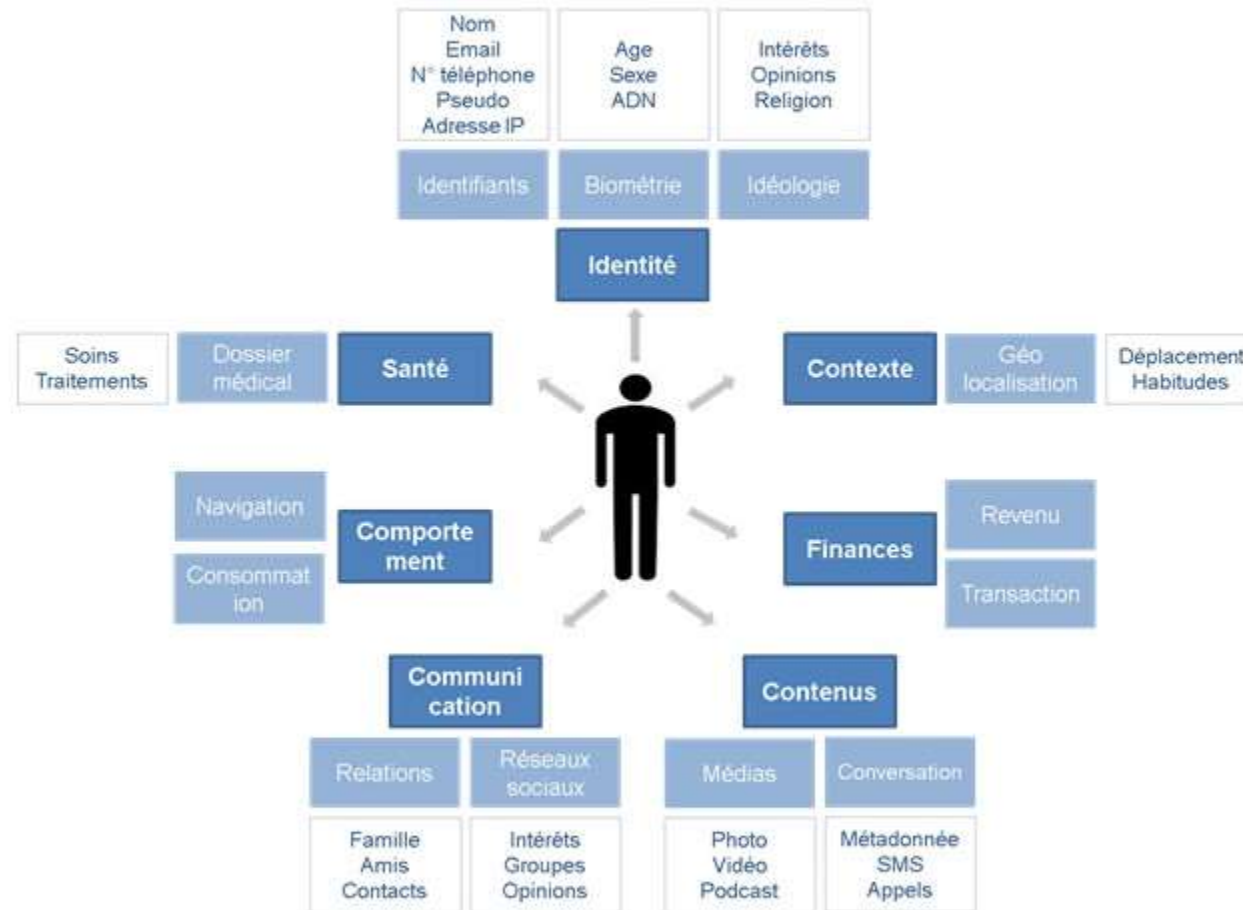 Nom
Email
N° téléphone
Pseudo
Adresse IP
Age
Sexe
ADN
Intérêts
Opinions
Religion
Identifiants
Biométrie
Idéologie
Identité
Soins
Traitements
Dossier
médical
Santé
Contexte
Géo
localisation
Déplacement
Habitudes
Navigation
Consommat
ion
Comporte
ment
Finances
Revenu
Transaction
Communi
cation
Relations
Réseaux
sociaux
Famille
Amis
Contacts
Intérêts
Groupes
Opinions
Contenus
Médias
Conversation
Photo
Vidéo
Podcast
Métadonnée
SMS
Appels